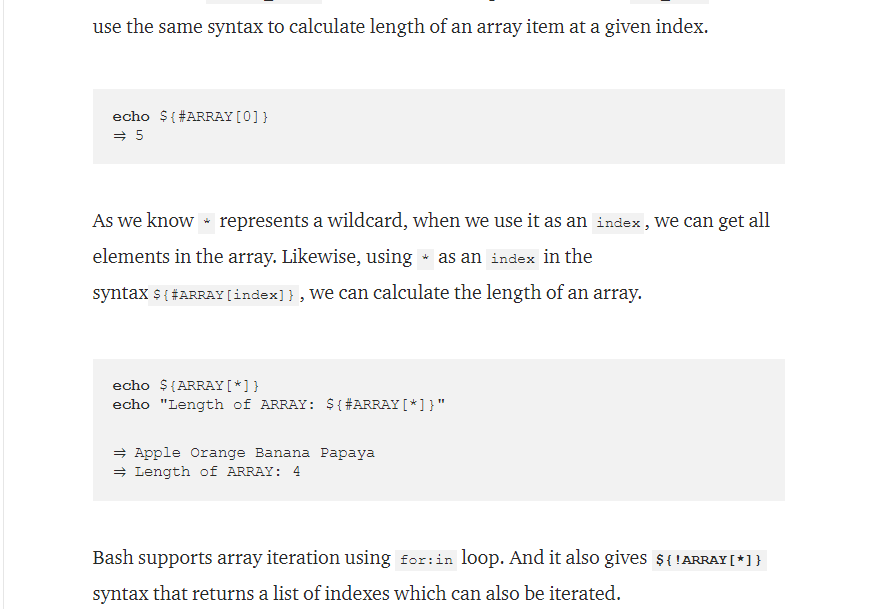 use the same syntax to calculate length of an array item at a given index.
echo ${#ARRAY[0]}
⇒ 5
As we know * represents a wildcard, when we use it as an index, we can get all
elements in the array. Likewise, using * as an index in the
syntax ${#ARRAY[index]}, we can calculate the length of an array.
echo ${ARRAY[*]}
echo "Length of ARRAY: ${#ARRAY[*]}"
⇒ Apple Orange Banana Papaya
⇒ Length of ARRAY: 4
Bash supports array iteration using for:in loop. And it also gives ${!ARRAY[*]}
syntax that returns a list of indexes which can also be iterated.